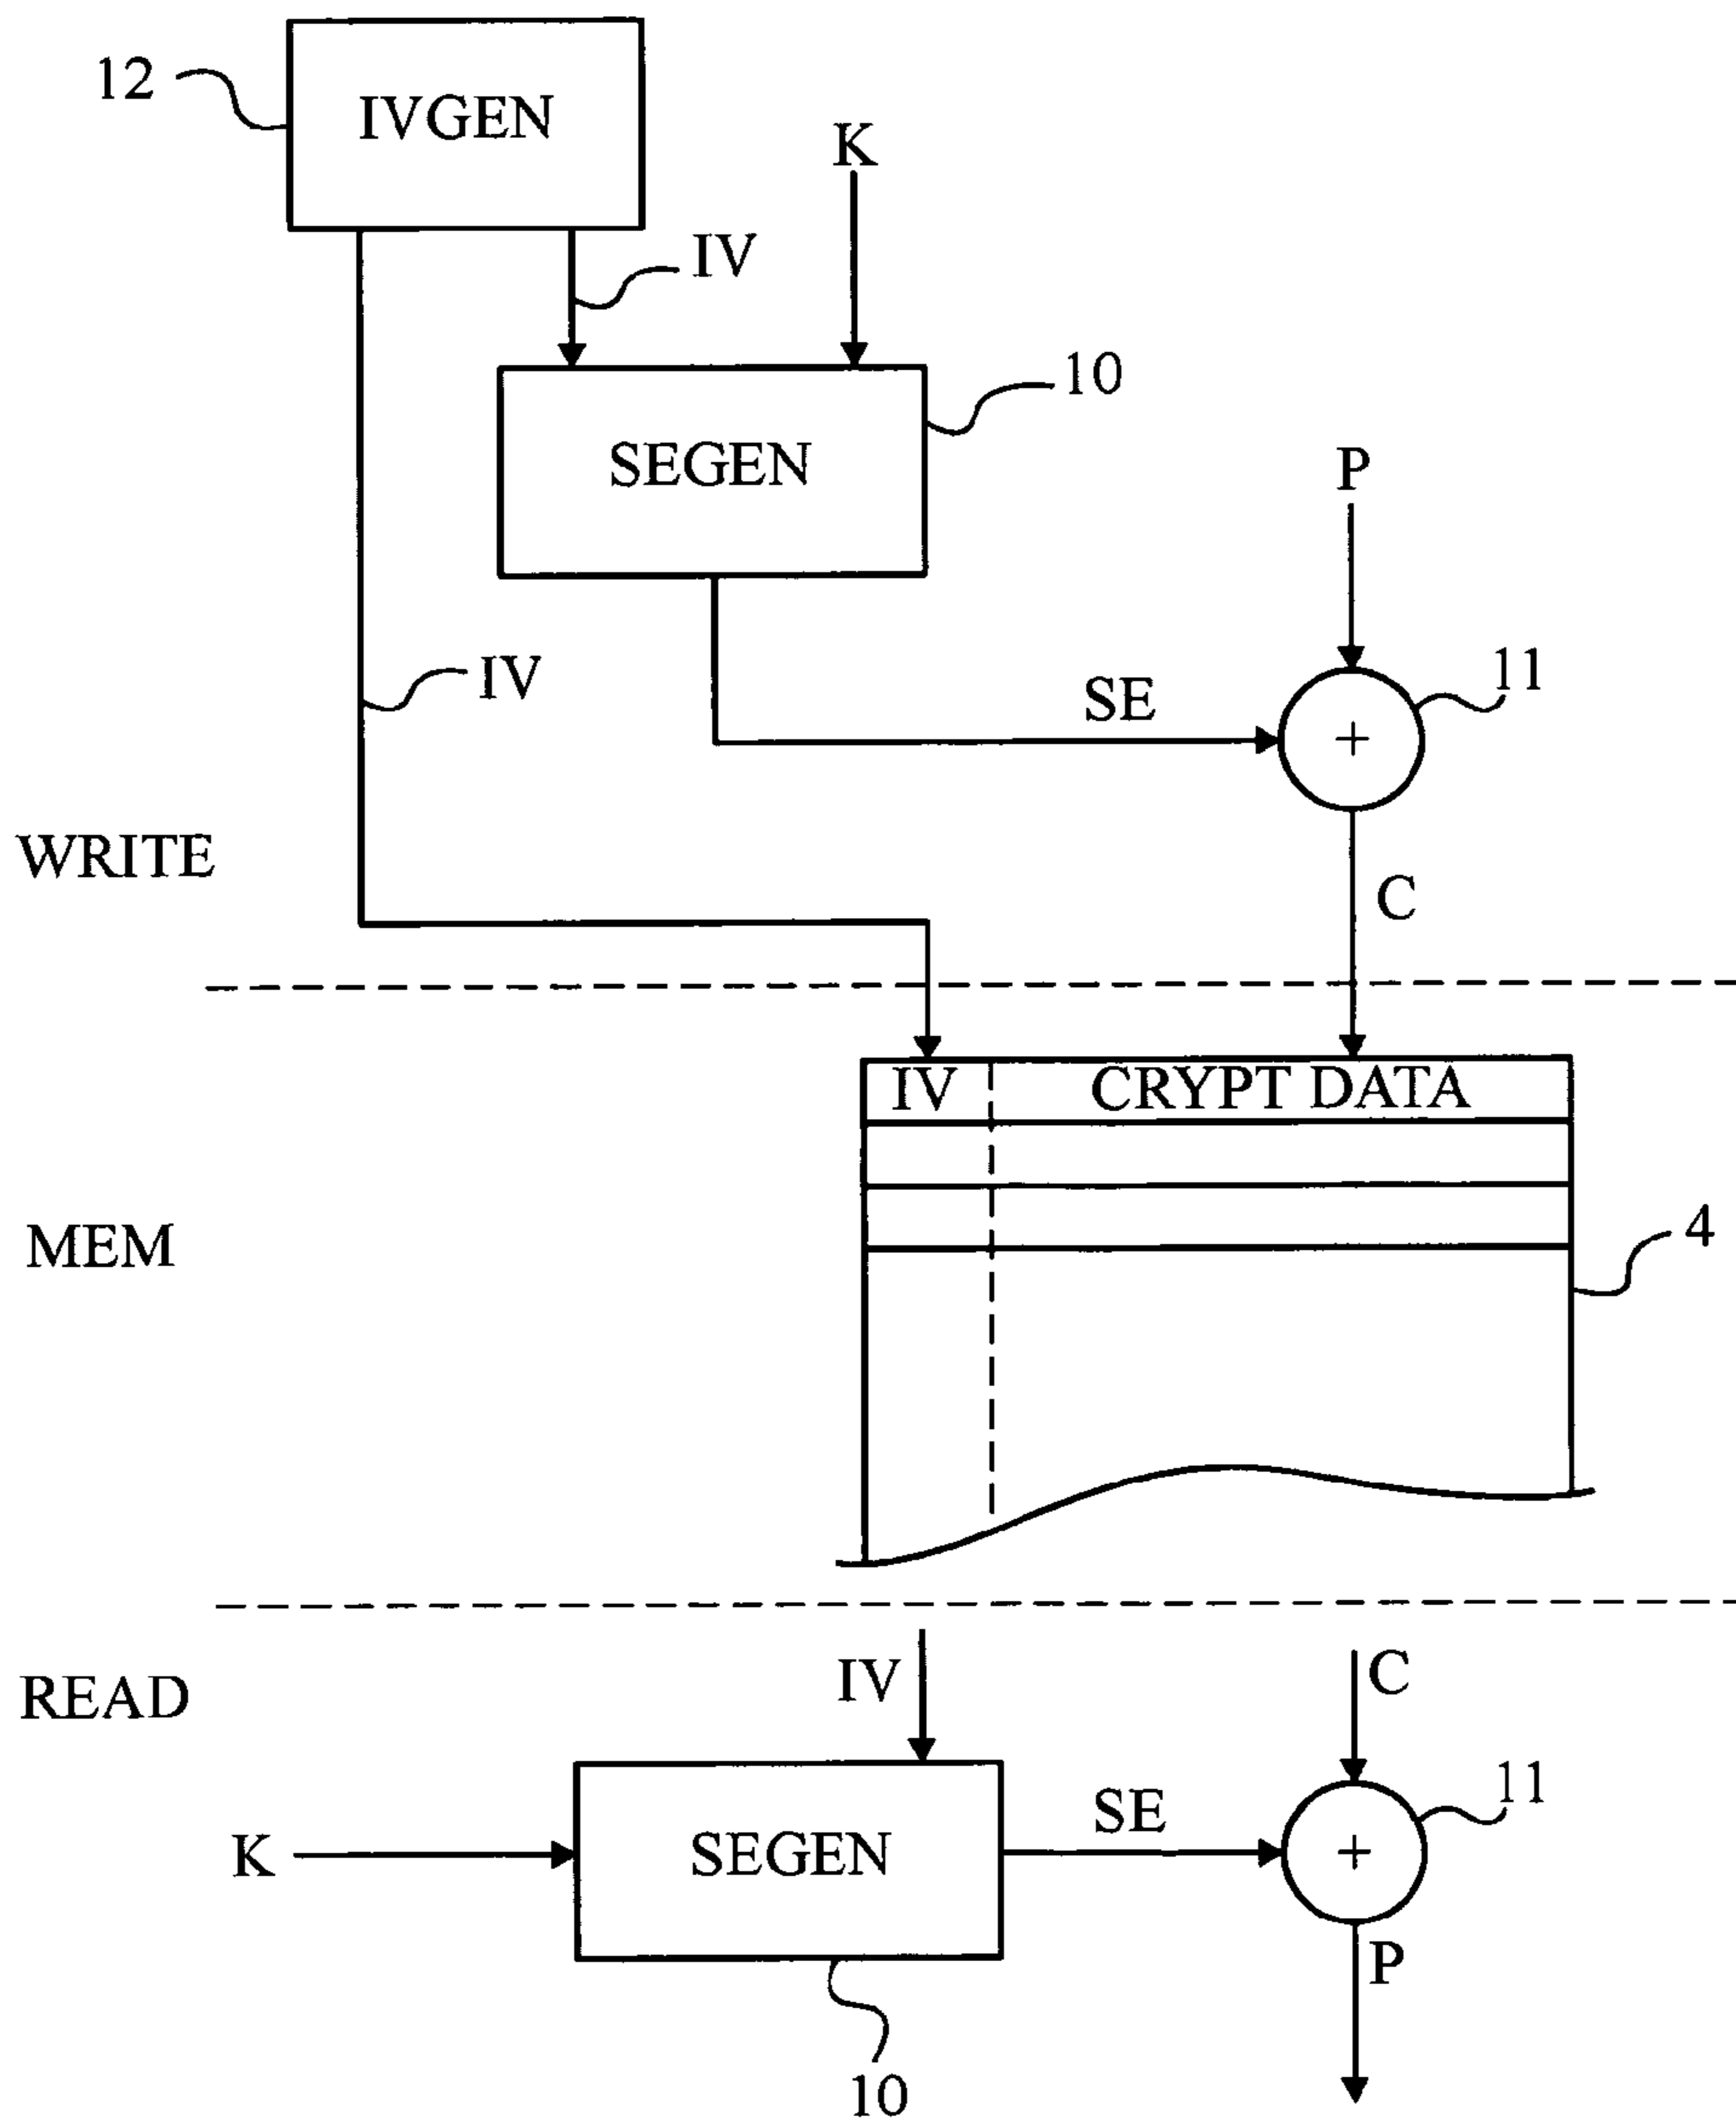 12
IVGEN
K
IV
10
SEGEN
P
IV
SE
11
+
WRITE
C
IV
CRYPT DATA
MEM
4
READ
IV
C
K
SEGEN
SE
11
+
P
10